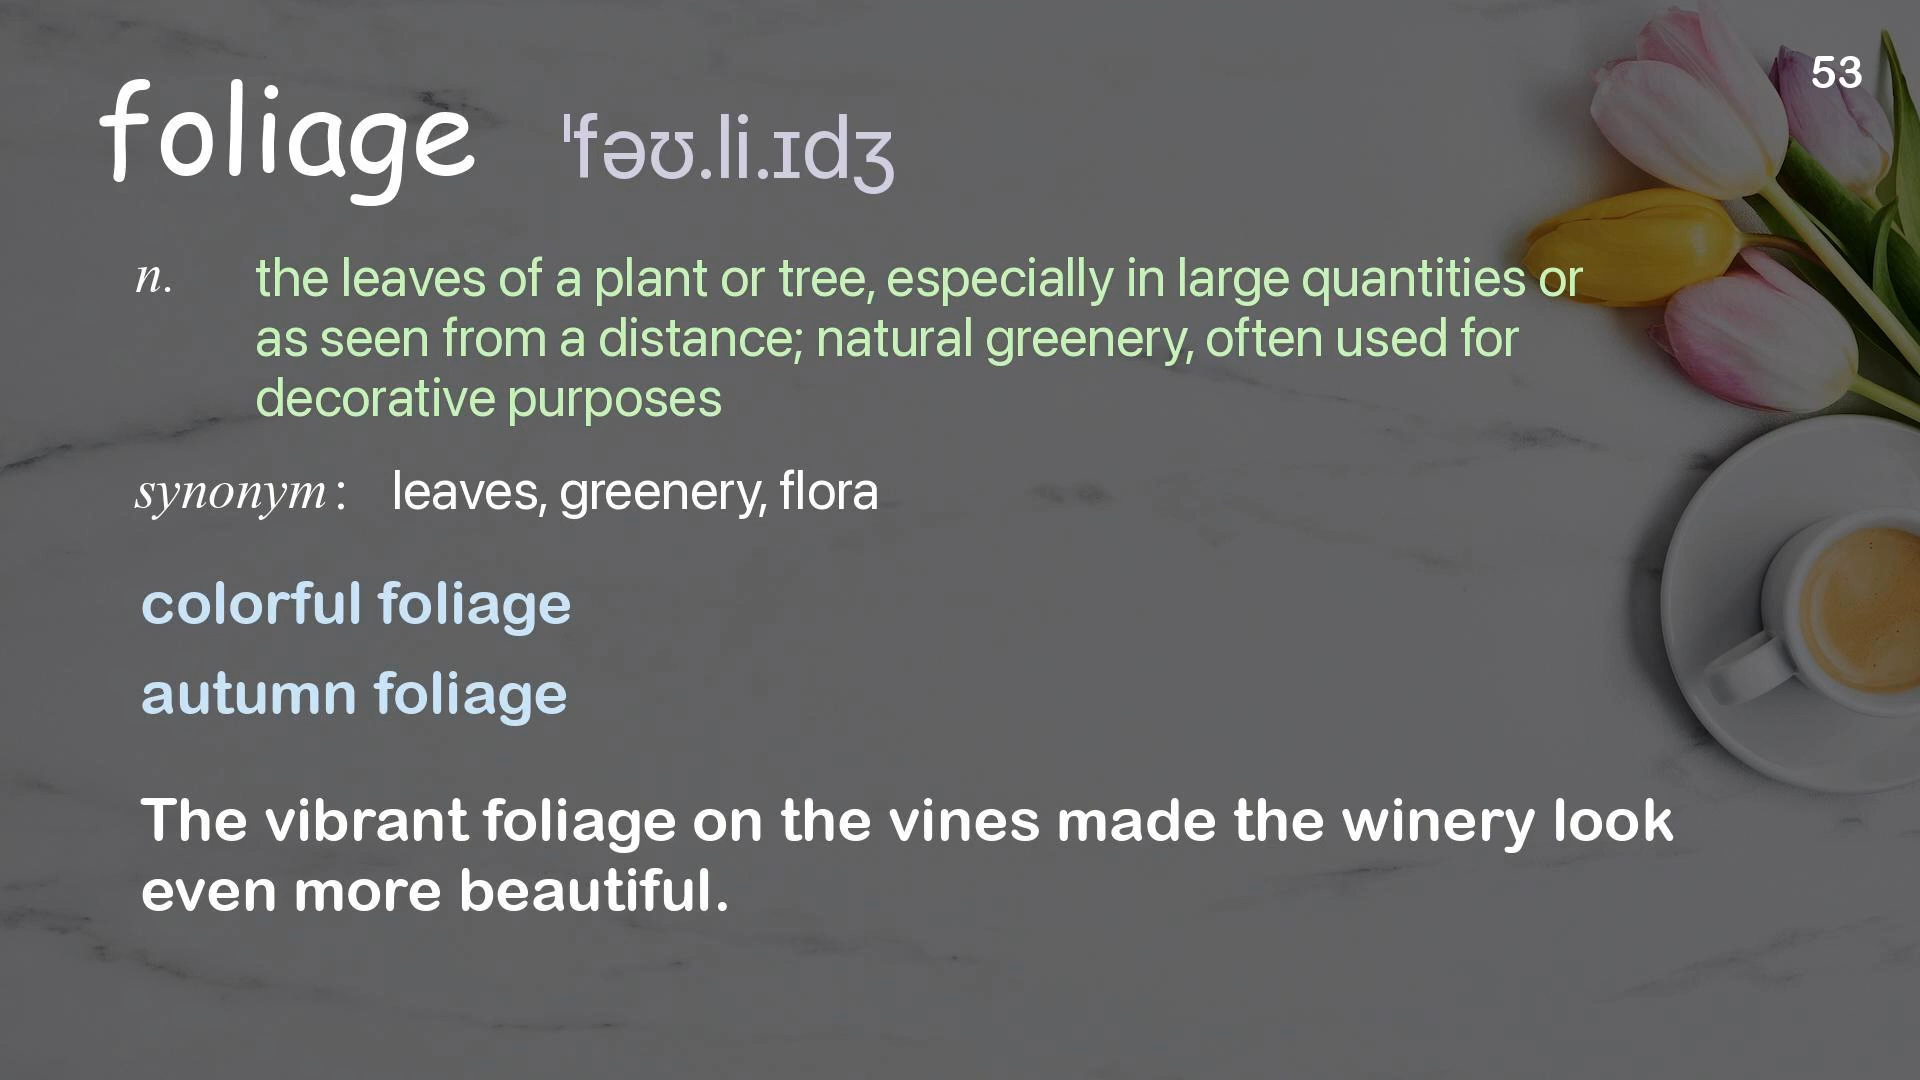 53
foliage ˈfəʊ.li.ɪdʒ
n. the leaves of a plant or tree, especially in large quantities or
as seen from a distance; natural greenery, often used for
decorative purposes
synonym: leaves, greenery, flora
colorful foliage
autumn foliage
The vibrant foliage on the vines made the winery look
even more beautiful.